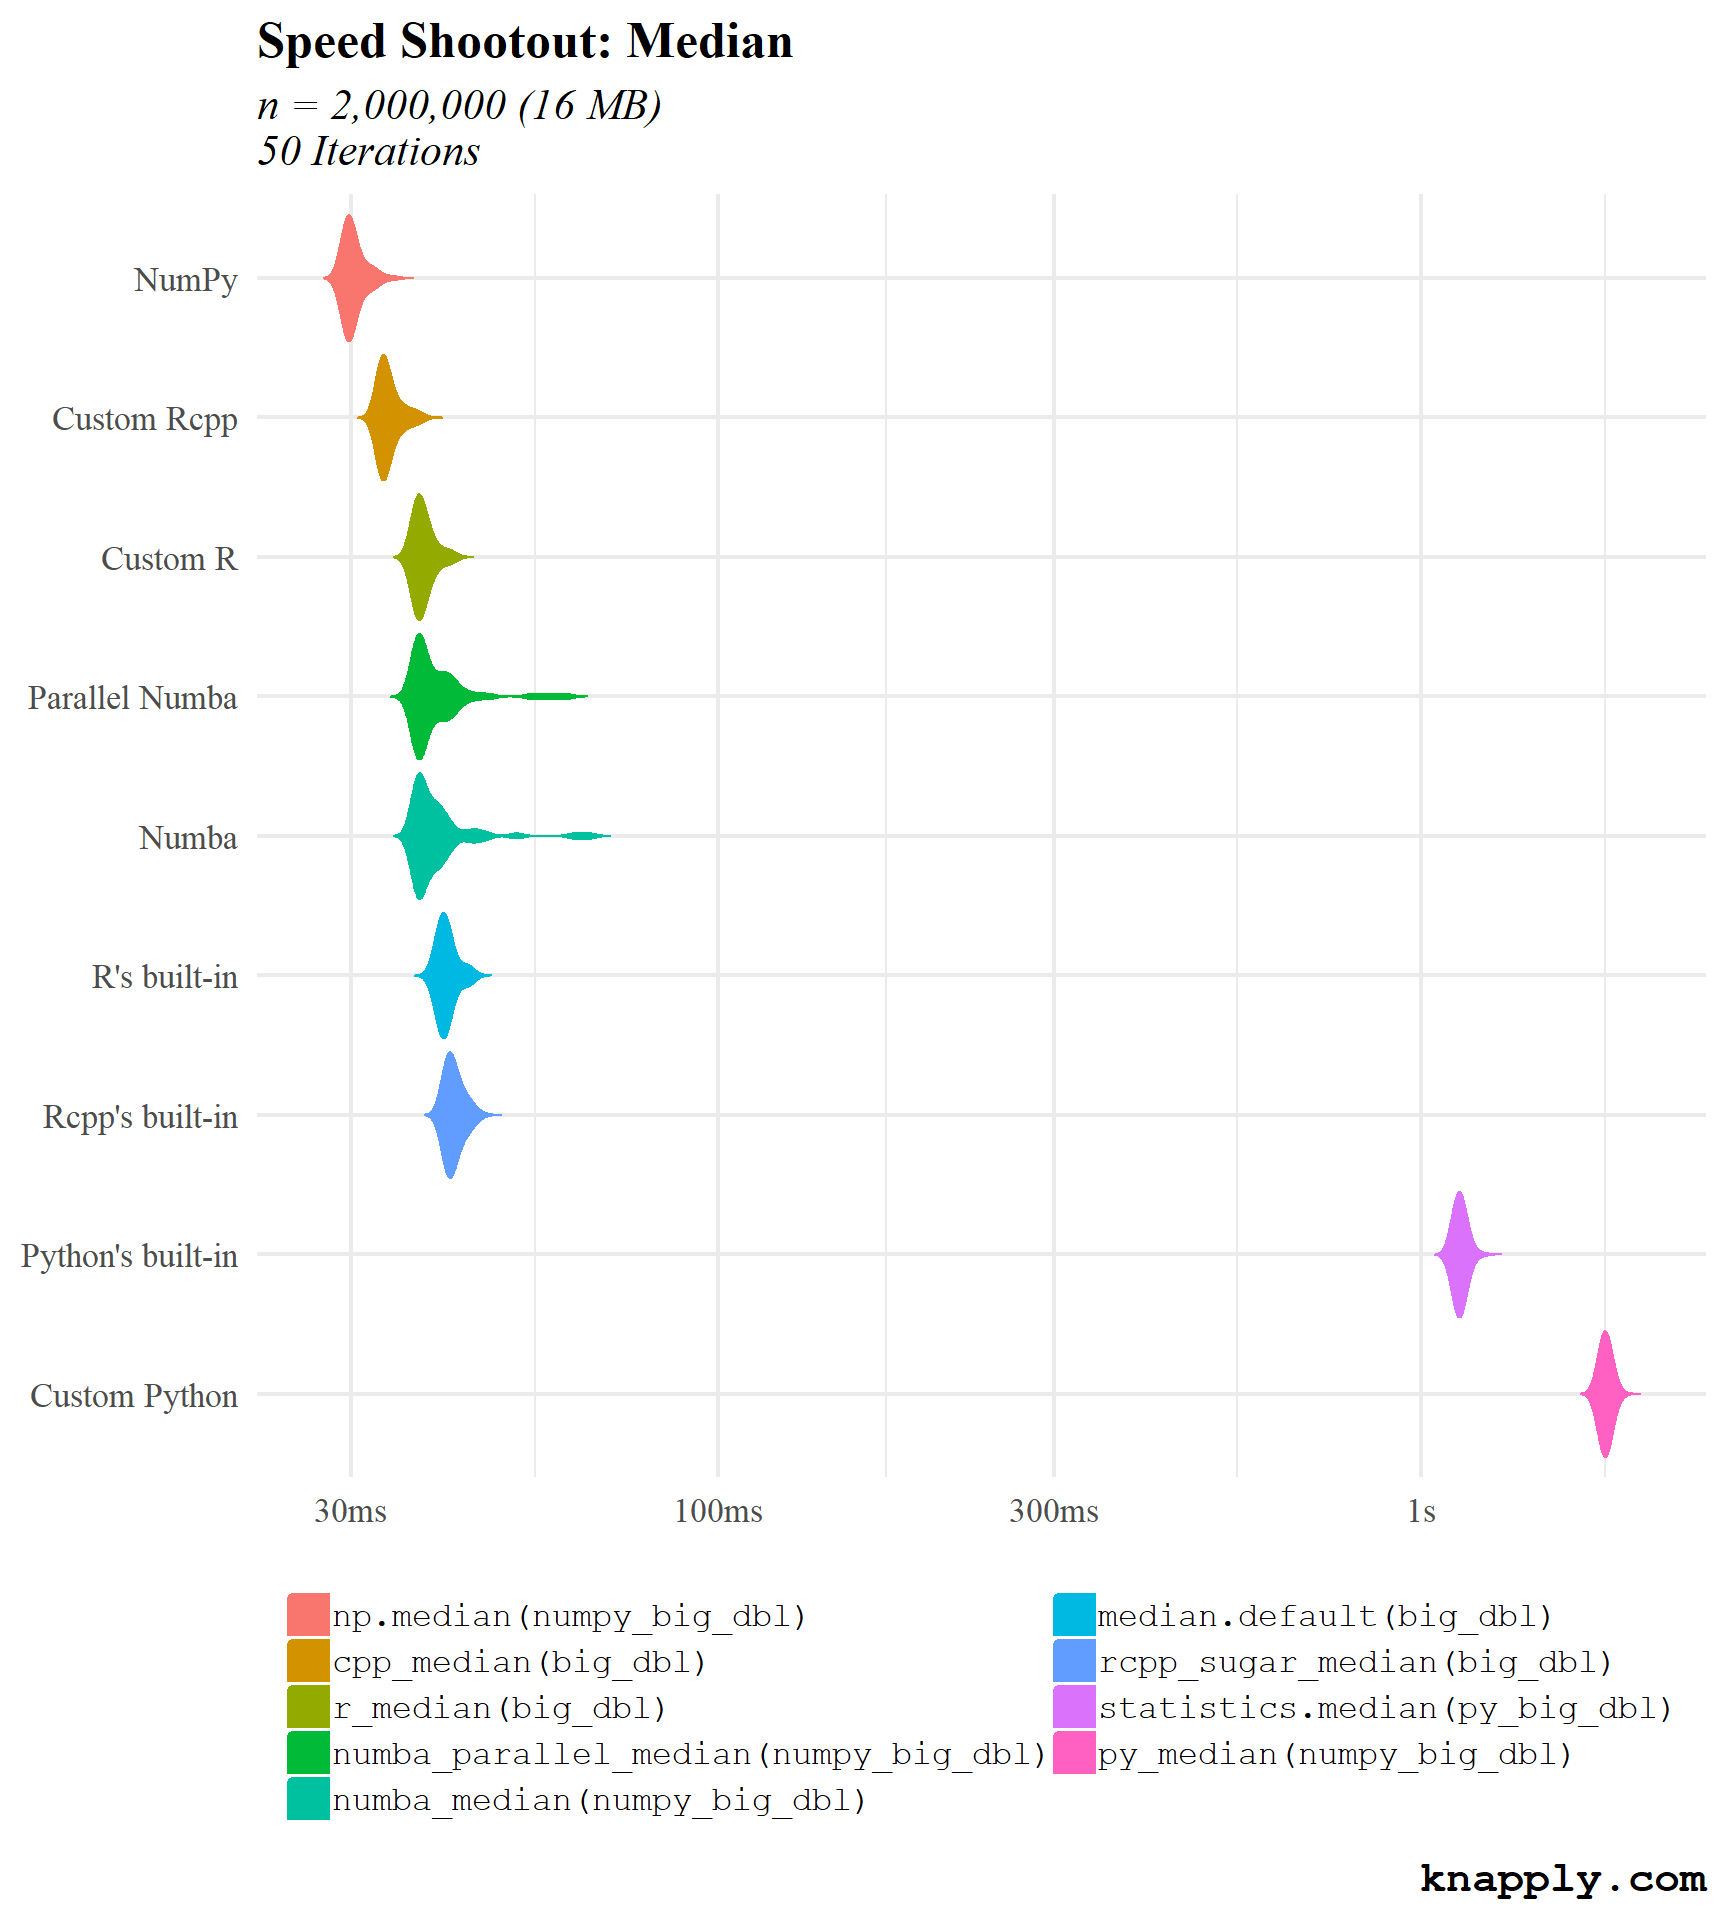 Speed Shootout: Median
n = 2,000,000 (16 MB)
50 Iterations
NumPy
Custom Rcpp
Custom R
Parallel Numba
Numba
R's built-in
Rcpp's built-in
Python's built-in
Custom Python
30ms 100ms 300ms 1s
np.median(numpy_big_dbl)
cpp_median(big_dbl)
r_median(big_dbl)
numba_parallel_median(numpy_big_dbl)
numba_median(numpy_big_dbl)
median.default(big_dbl)
rcpp_sugar_median(big_dbl)
statistics.median(py_big_dbl)
py_median(numpy_big_dbl)
knapply.com